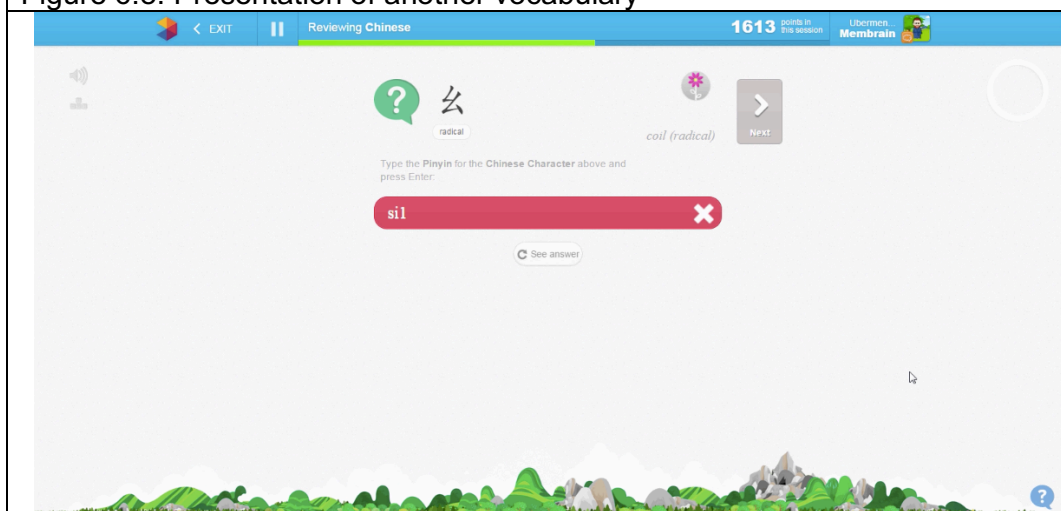 Figure 6.8. Presentation of another vocabulary
EXIT
Reviewing Chinese
1613 points in this session
Ubermen...
Membrain
?
幺
radical
coil (radical)
Next
Type the Pinyin for the Chinese Character above and
press Enter:
si1
See answer
?